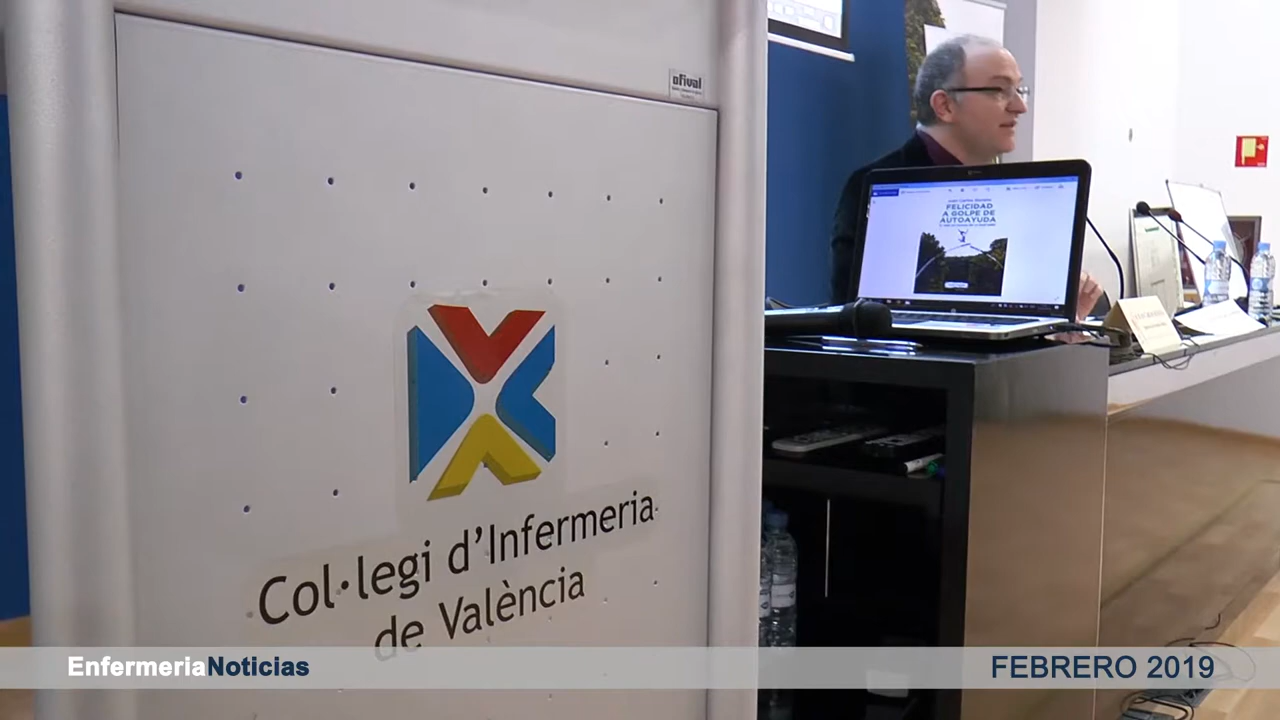 ofival
FELICIDAD
A GOLPE DE
AUTOAYUDA
Col·legi d'Infermeria
de València
EnfermeriaNoticias
FEBRERO 2019